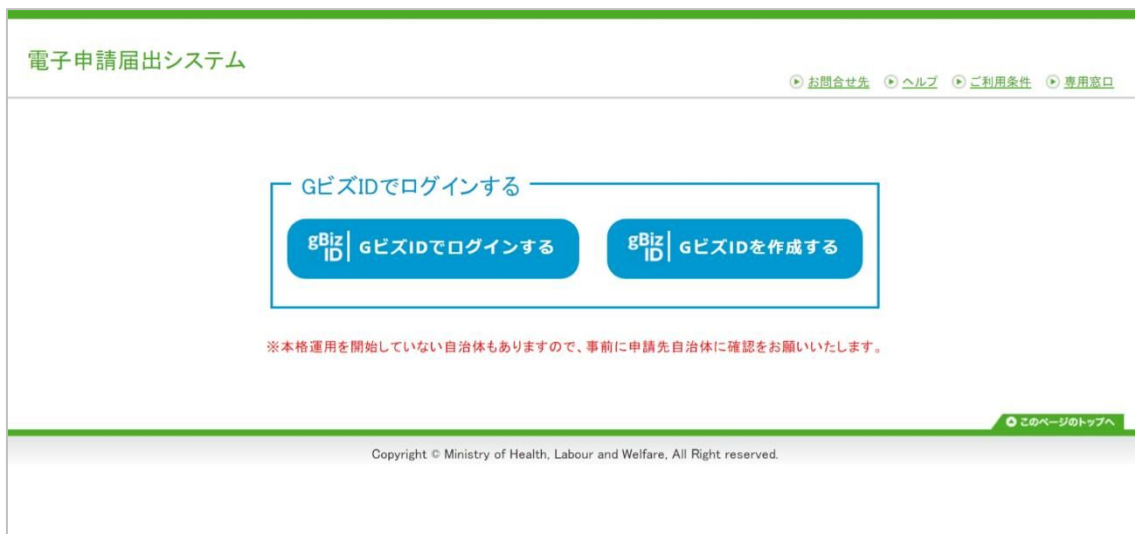 電子申請届出システム
お問合せ先 ヘルプ ご利用条件 専用窓口
GビズIDでログインする
gBiz ID GビズIDでログインする
gBiz ID GビズIDを作成する
※本格運用を開始していない自治体もありますので、事前に申請先自治体に確認をお願いいたします。
このページのトップへ
Copyright © Ministry of Health, Labour and Welfare, All Right reserved.